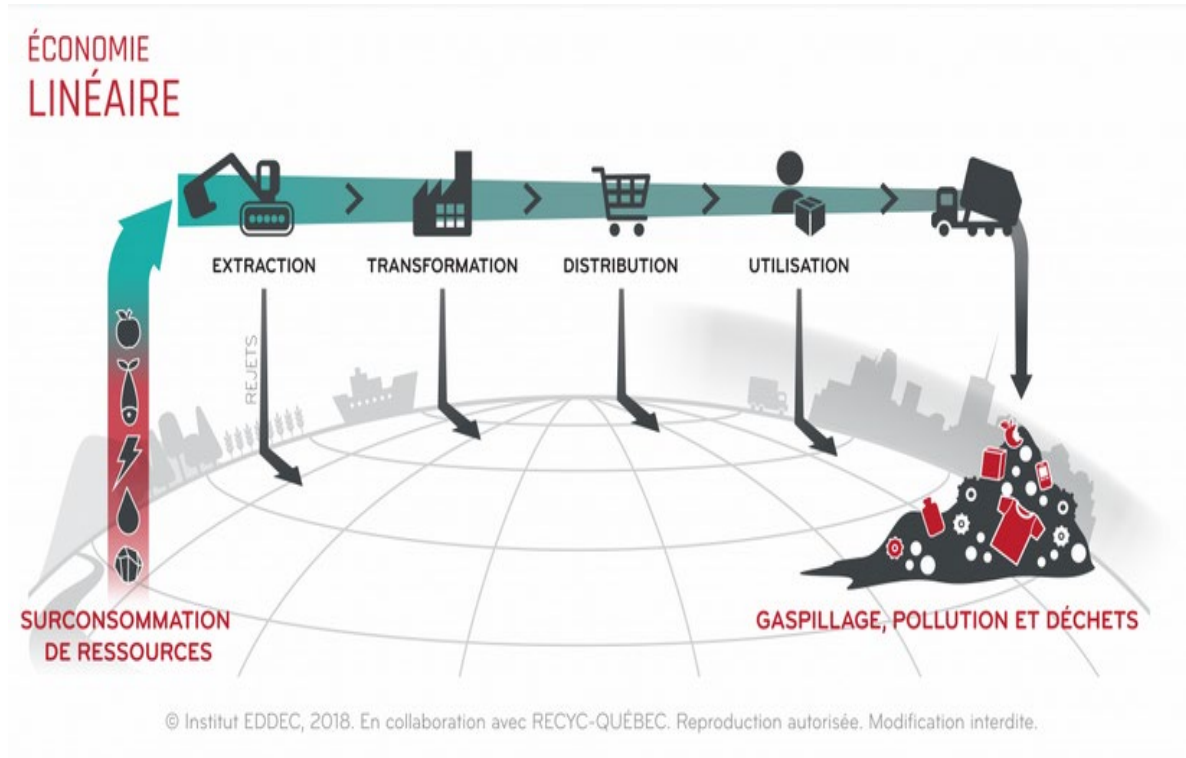 ÉCONOMIE
LINÉAIRE
EXTRACTION
TRANSFORMATION
DISTRIBUTION
UTILISATION
REJETS
SURCONSOMMATION
DE RESSOURCES
GASPILLAGE, POLLUTION ET DÉCHETS
© Institut EDDEC, 2018. En collaboration avec RECYC-QUÉBEC. Reproduction autorisée. Modification interdite.